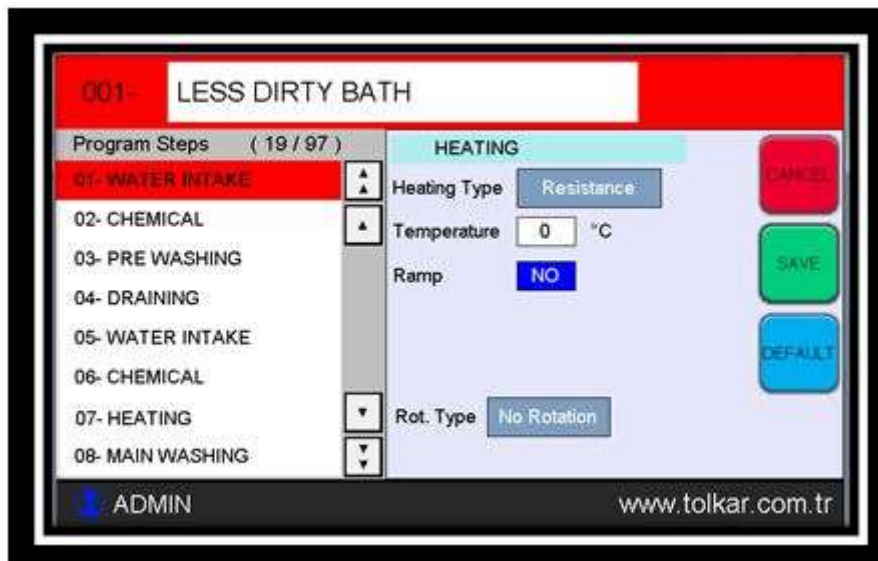 001- LESS DIRTY BATH
Program Steps ( 19 / 97 )
01- WATER INTAKE
02- CHEMICAL
03- PRE WASHING
04- DRAINING
05- WATER INTAKE
06- CHEMICAL
07- HEATING
08- MAIN WASHING
HEATING
Heating Type Resistance
Temperature 0 °C
Ramp NO
Rot. Type No Rotation
CANCEL
SAVE
DEFAULT
ADMIN
www.tolkar.com.tr